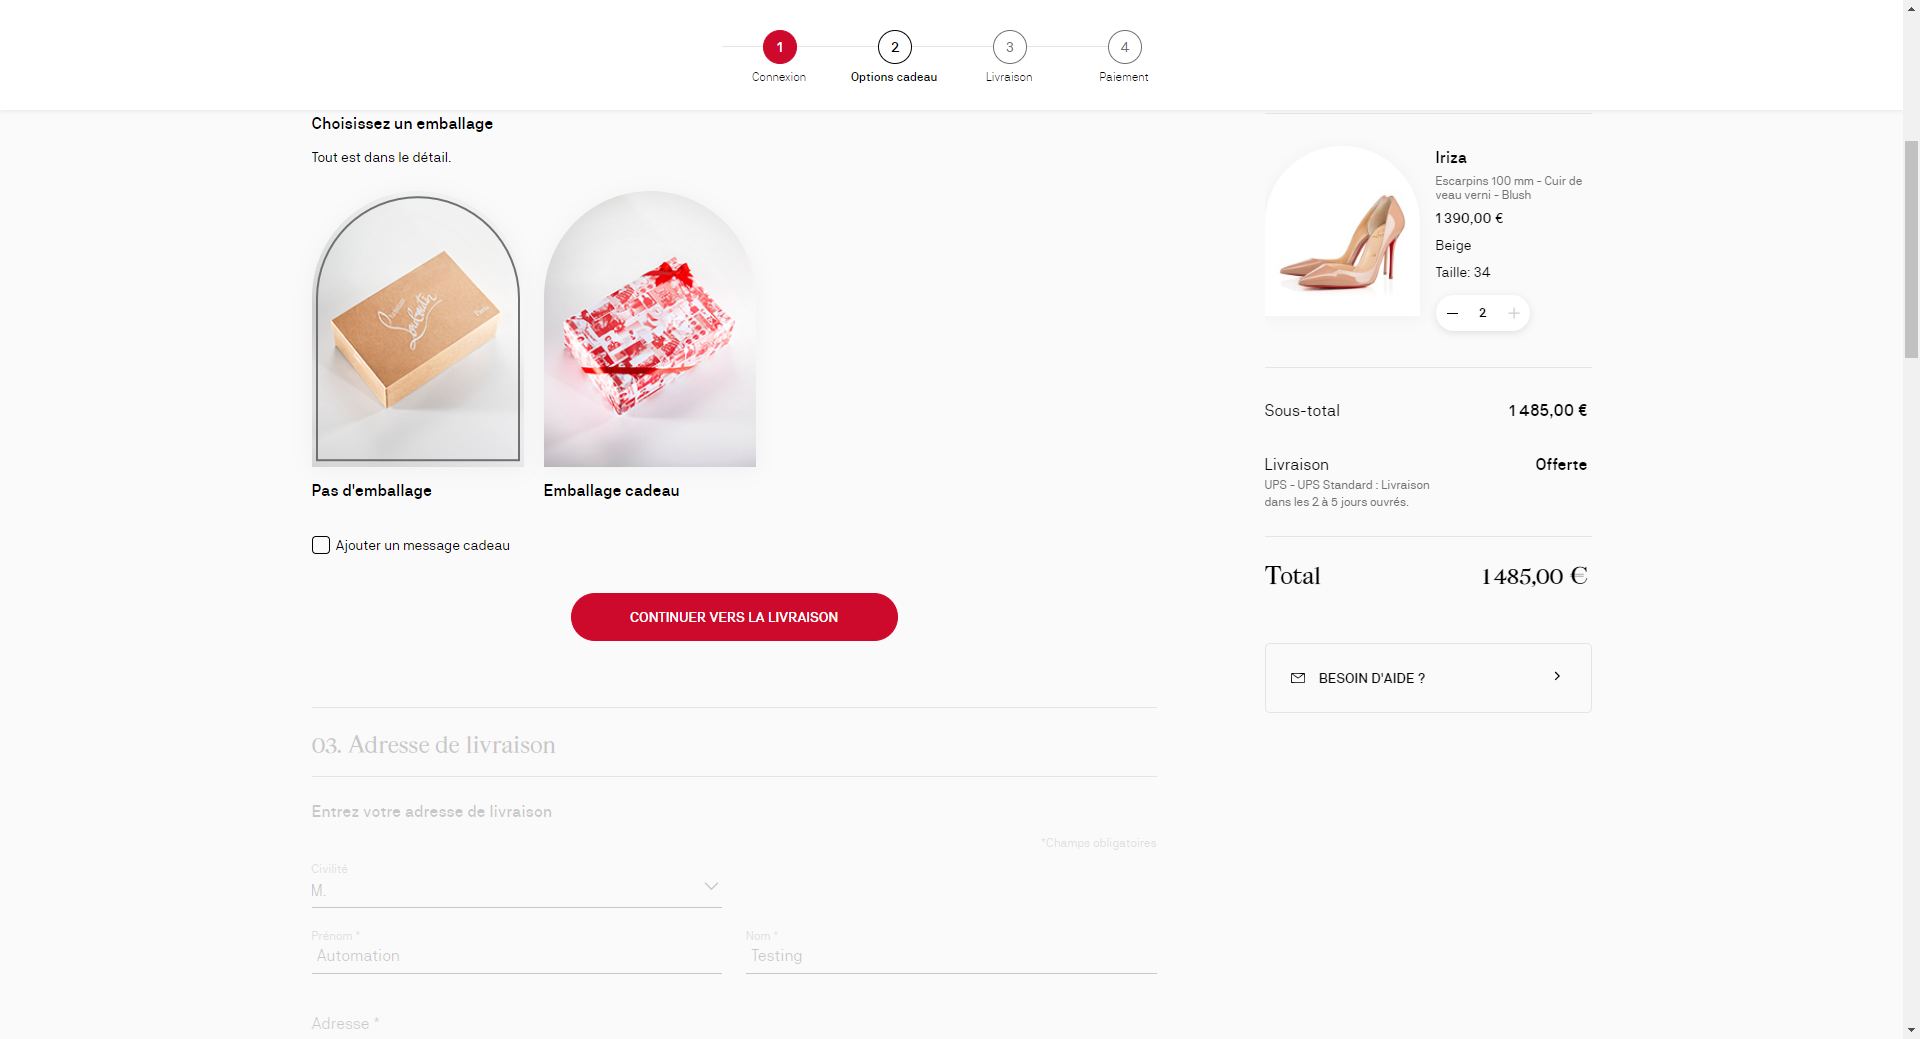 1
2
3
4
Connexion
Options cadeau
Livraison
Paiement
Choisissez un emballage
Tout est dans le détail.
Louboutin
Paris
Pas d'emballage
Emballage cadeau
Ajouter un message cadeau
CONTINUER VERS LA LIVRAISON
03. Adresse de livraison
Entrez votre adresse de livraison
*Champs obligatoires
Civilité
M.
Prénom *
Automation
Nom *
Testing
Adresse *
Iriza
Escarpins 100 mm - Cuir de
veau verni - Blush
1 390,00 €
Beige
Taille: 34
2
Sous-total
1 485,00 €
Livraison
Offerte
UPS - UPS Standard : Livraison
dans les 2 à 5 jours ouvrés.
Total
1 485,00 €
BESOIN D'AIDE ?